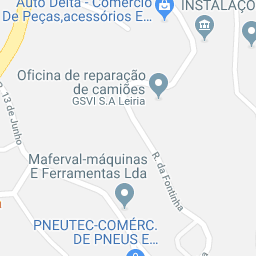 Auto Delta - Comércio
De Peças,acessórios E...
INSTALAÇO
Oficina de reparação
de camiões
GSVI S.A Leiria
R. 13 de Junho
R. da Fontinha
Maferval-máquinas
E Ferramentas Lda
PNEUTEC-COMÉRC.
DE PNEUS E...